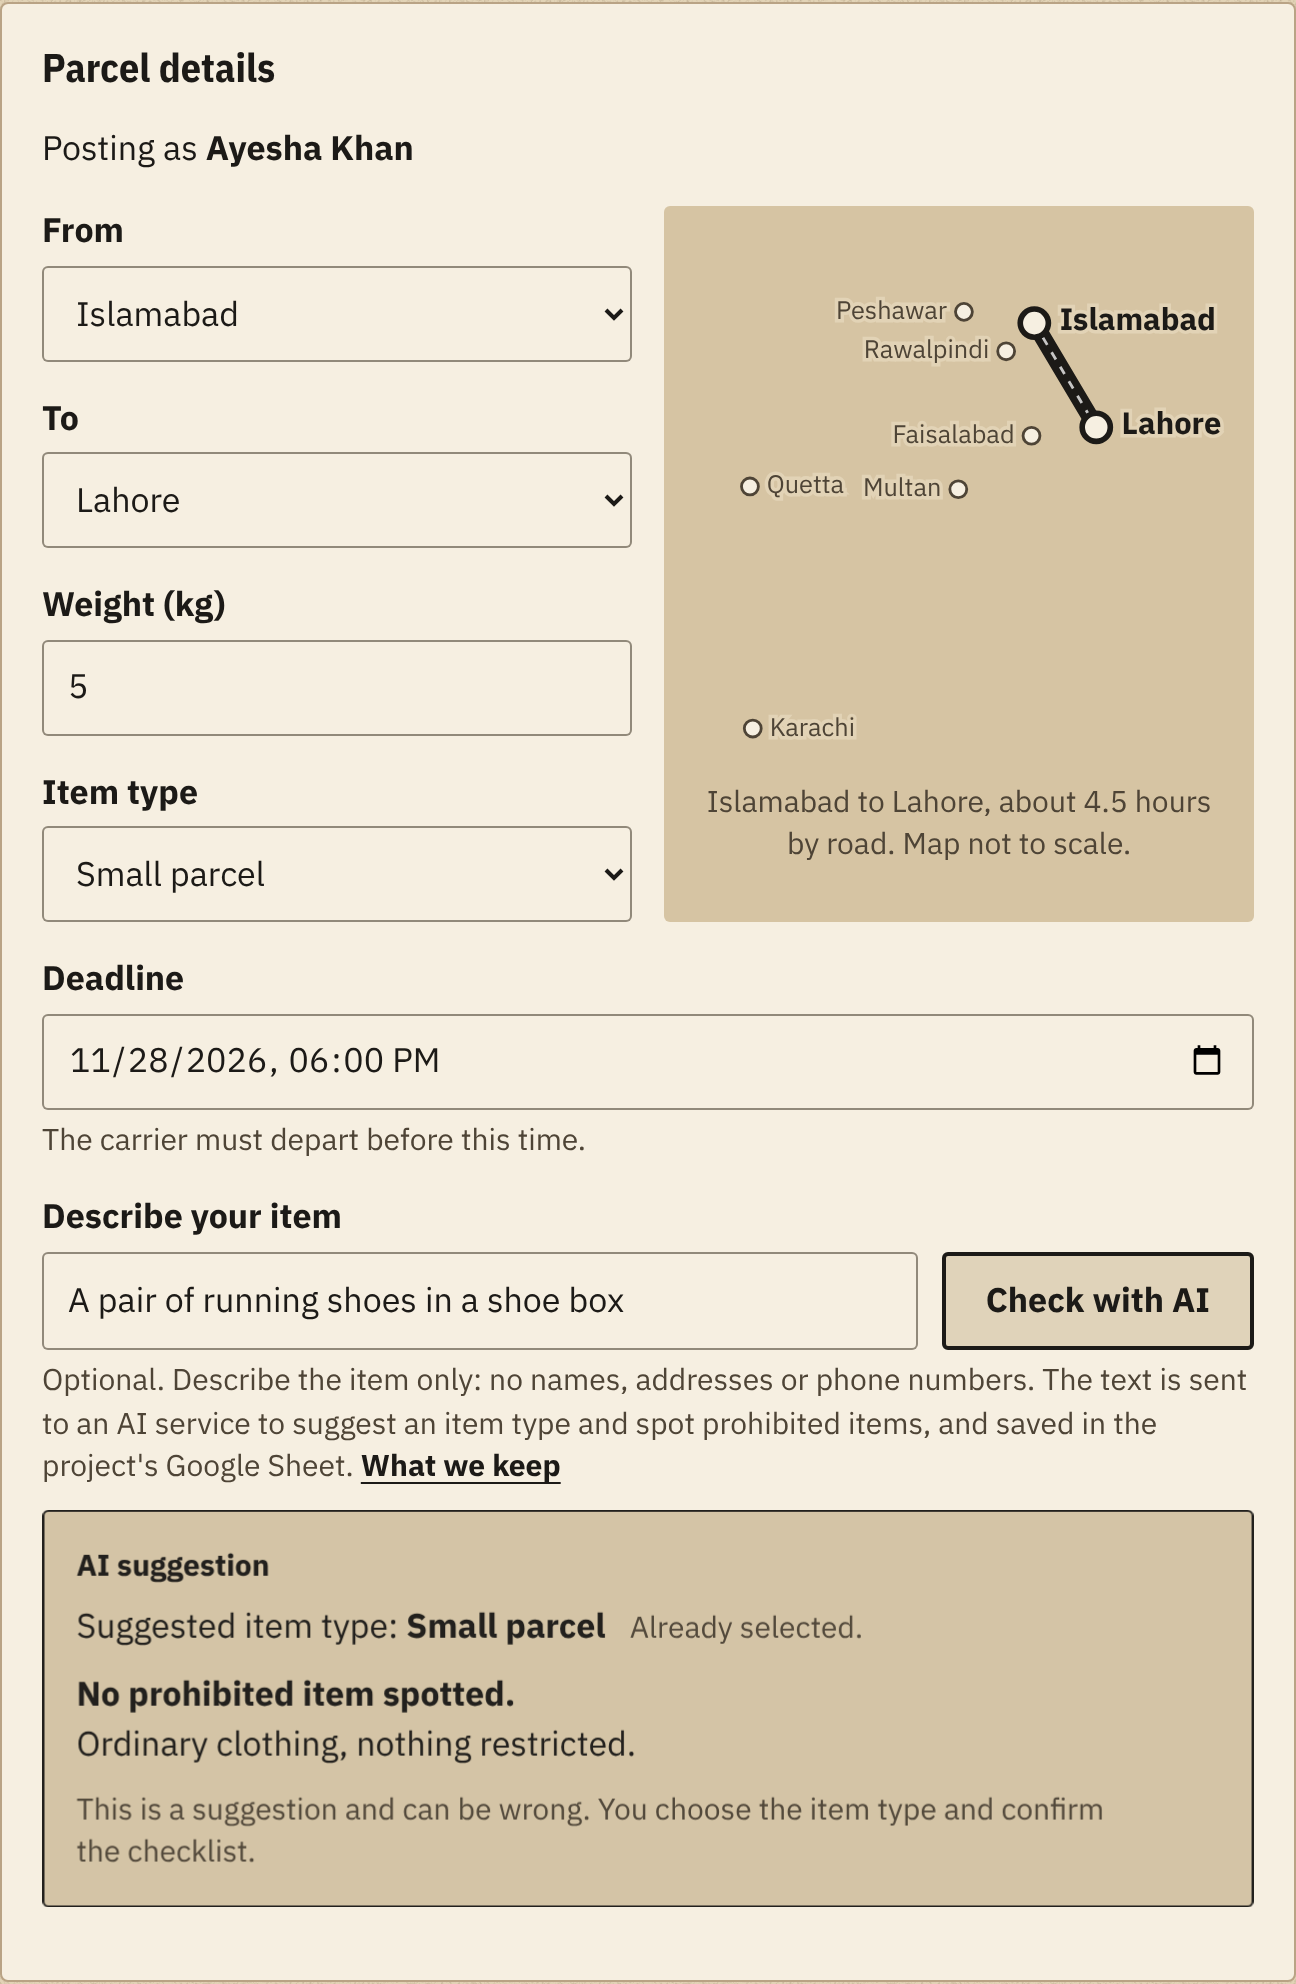 Parcel details
Posting as Ayesha Khan
From
Islamabad
To
Lahore
Weight (kg)
5
Item type
Small parcel
Peshawar
Islamabad
Rawalpindi
Lahore
Faisalabad
Quetta
Multan
Karachi
Islamabad to Lahore, about 4.5 hours
by road. Map not to scale.
Deadline
11/28/2026, 06:00 PM
The carrier must depart before this time.
Describe your item
A pair of running shoes in a shoe box
Check with AI
Optional. Describe the item only: no names, addresses or phone numbers. The text is sent
to an AI service to suggest an item type and spot prohibited items, and saved in the
project's Google Sheet. What we keep
AI suggestion
Suggested item type: Small parcel Already selected.
No prohibited item spotted.
Ordinary clothing, nothing restricted.
This is a suggestion and can be wrong. You choose the item type and confirm
the checklist.